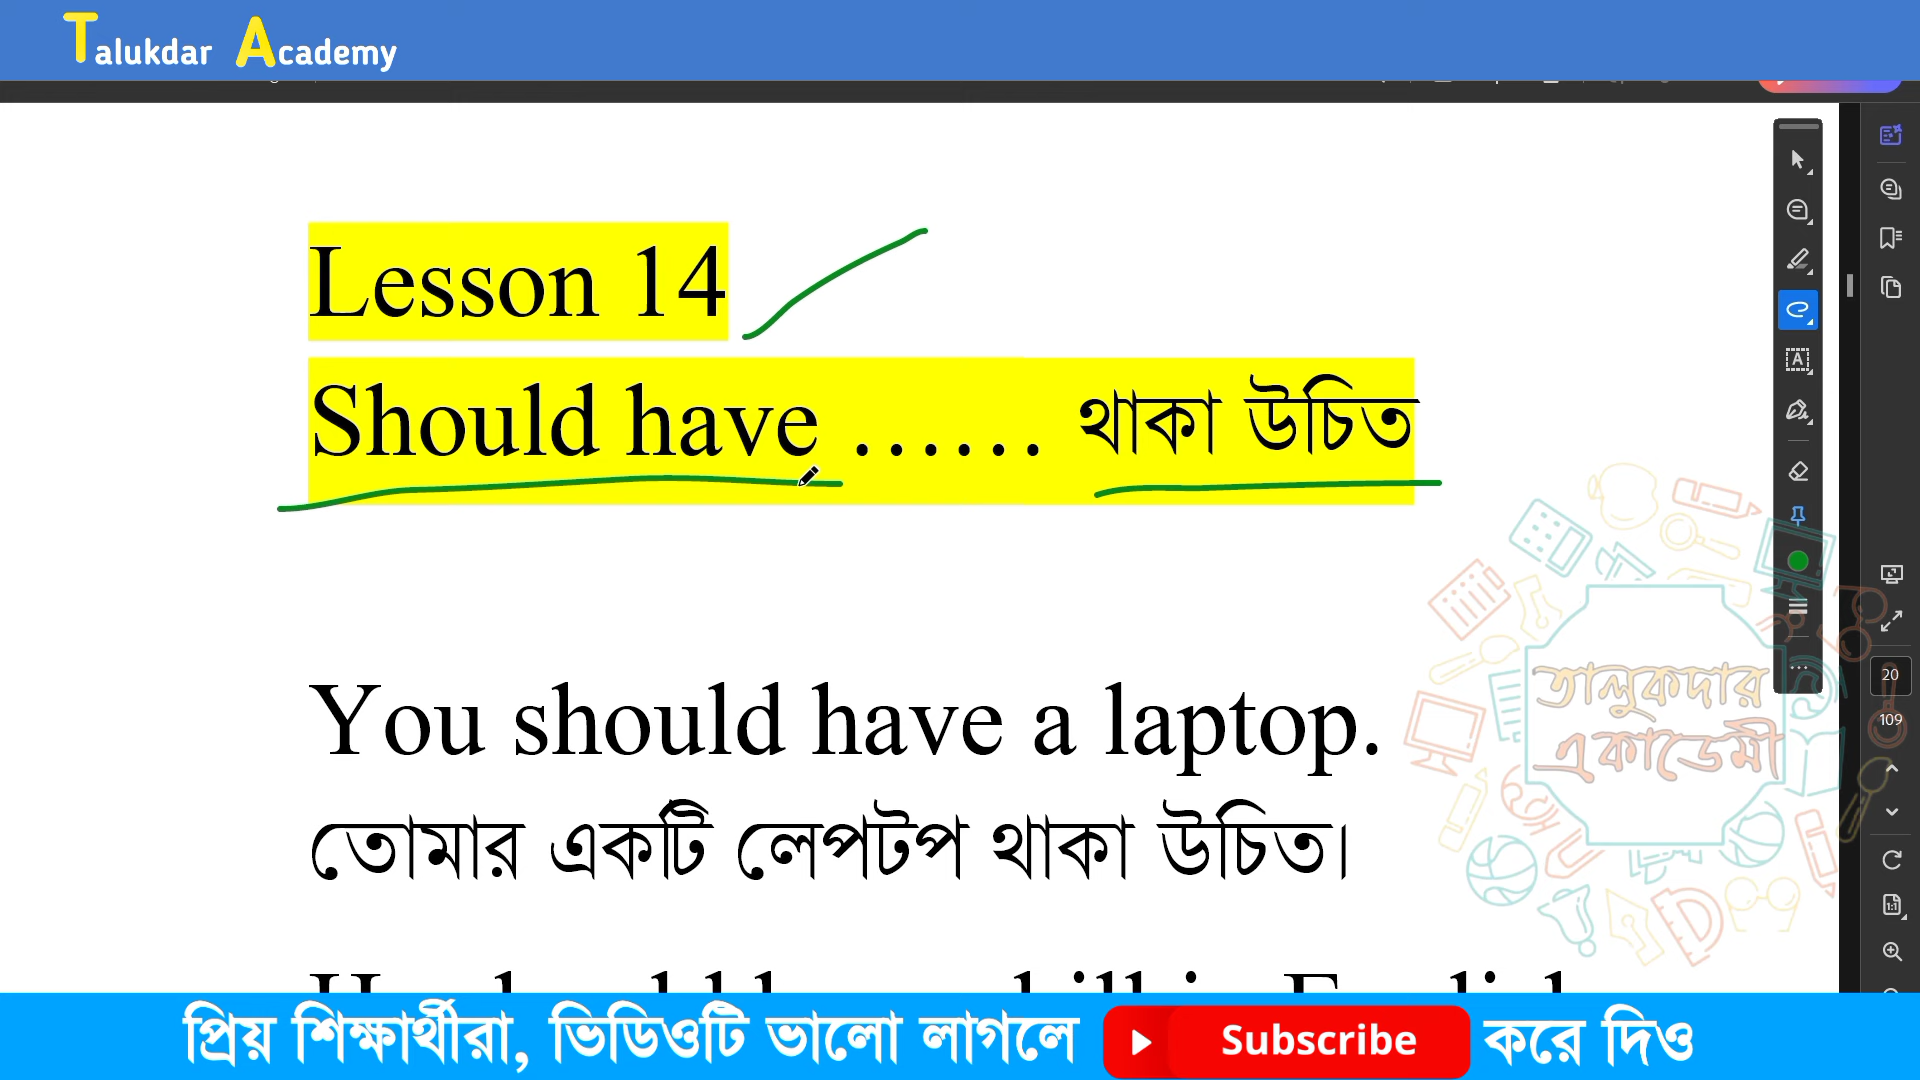 Talukdar Academy
Lesson 14
Should have ...... থাকা উচিত
You should have a laptop.
তোমার একটি লেপটপ থাকা উচিত।
তালুকদার
একাডেমী
20
109
প্রিয় শিক্ষার্থীরা, ভিডিওটি ভালো লাগলে Subscribe করে দিও